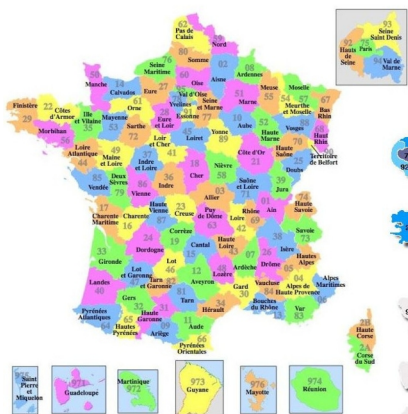 62
Pas de
Calais
59
Nord
80
Somme
76
Seine
Maritime
60
Oise
02
Aisne
08
Ardennes
50
Manche
14
Calvados
27
Eure
Val d'Oise
Yvelines
Seine et
Marne
77
91
Essonne
51
Marne
55
Meuse
54
Meurthe et
Moselle
Moselle
67
Bas
Rhin
61
Orne
29
Finistère
22
Côtes
d'Armor
56
Morbihan
35
Ille et
Vilaine
53
Mayenne
72
Sarthe
28
Eure et
Loir
45
Loiret
89
Yonne
10
Aube
52
Haute
Marne
88
Vosges
68
Haut
Rhin
Territoire
de Belfort
44
Loire
Atlantique
49
Maine et
Loire
37
Indre et
Loire
Loir
et Cher
41
18
Cher
58
Nièvre
21
Côte d'Or
70
Haute
Saône
25
Doubs
39
Jura
85
Vendée
79
Deux
Sèvres
86
Vienne
36
Indre
03
Allier
71
Saône
et Loire
01
Ain
74
Haute
Savoie
17
Charente
Maritime
16
Charente
87
Haute
Vienne
23
Creuse
63
Puy de
Dôme
42
Loire
69
Rhône
73
Savoie
38
Isère
33
Gironde
24
Dordogne
19
Corrèze
15
Cantal
43
Haute
Loire
07
Ardèche
26
Drôme
05
Hautes
Alpes
40
Landes
47
Lot et
Garonne
46
Lot
12
Aveyron
48
Lozère
30
Gard
84
Vaucluse
04
Alpes de
Haute Provence
06
Alpes
Maritimes
32
Gers
82
Tarn et
Garonne
81
Tarn
34
Hérault
13
Bouches
du Rhône
83
Var
64
Pyrénées
Atlantiques
65
Hautes
Pyrénées
31
Haute
Garonne
09
Ariège
11
Aude
66
Pyrénées
Orientales
2B
Haute
Corse
2A
Corse
du Sud
93
Seine
Saint Denis
92
Hauts de
Seine
75
Paris
94
Val de
Marne
975
Saint
Pierre et
Miquelon
971
Guadeloupe
Martinique
972
973
Guyane
976
Mayotte
974
Réunion